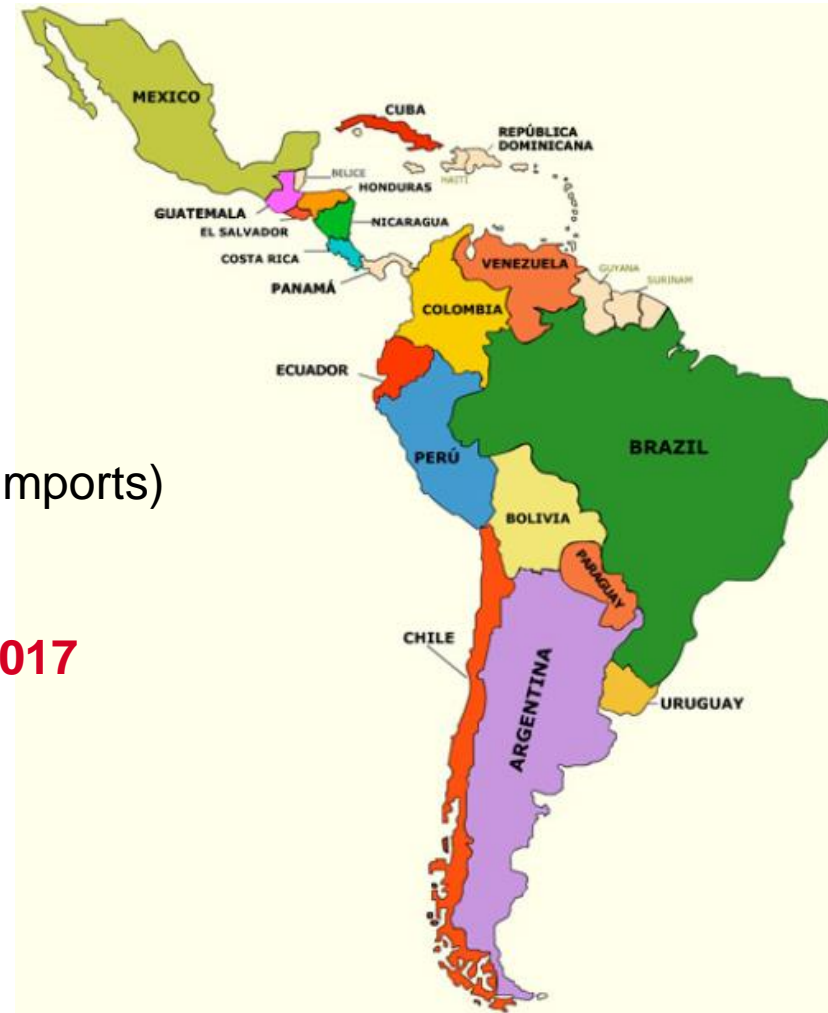 MEXICO
CUBA
REPÚBLICA
DOMINICANA
BELICE
HAITI
HONDURAS
GUATEMALA
EL SALVADOR
NICARAGUA
COSTA RICA
PANAMÁ
VENEZUELA
GUYANA
SURINAM
COLOMBIA
ECUADOR
PERÚ
BRAZIL
mports)
BOLIVIA
PARAGUAY
CHILE
017
ARGENTINA
URUGUAY